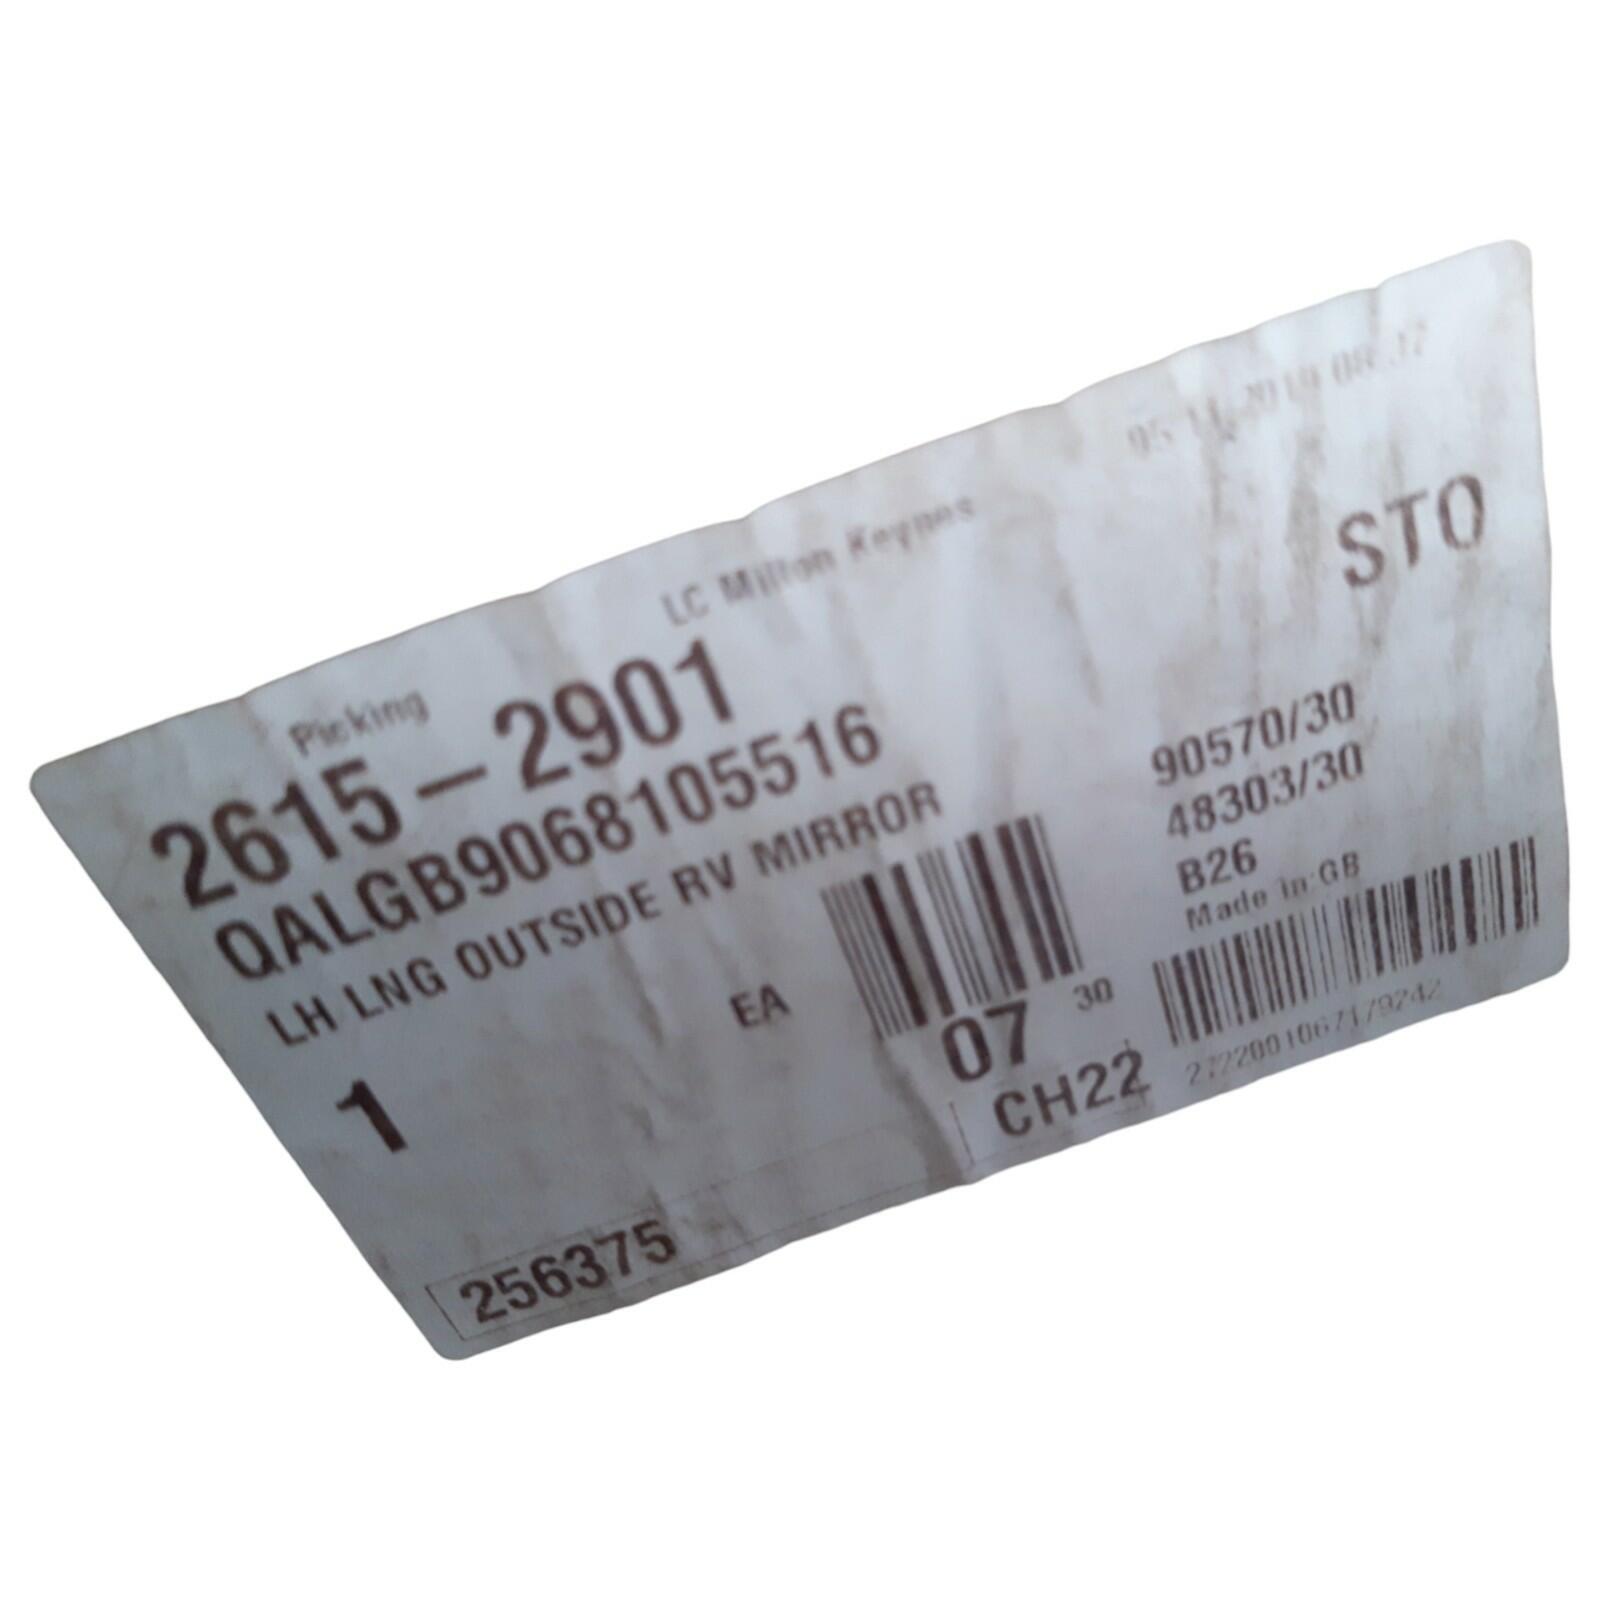 Picking
LC Milton Keynes
2615-2901
STO
QALGB9068105516
LH LNG OUTSIDE RV MIRROR
90570/30
48303/30
B26
Made in GB
1
EA
07
30
CH22
256375